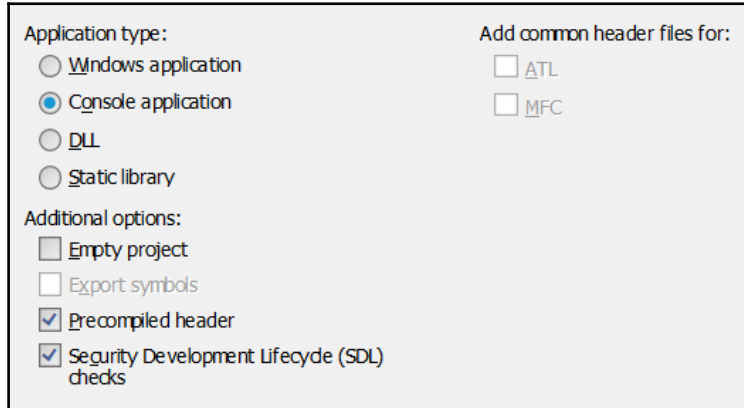 Application type:
Windows application
Console application
DLL
Static library
Additional options:
Empty project
Export symbols
Precompiled header
Security Development Lifecycle (SDL)
checks
Add common header files for:
ATL
MFC